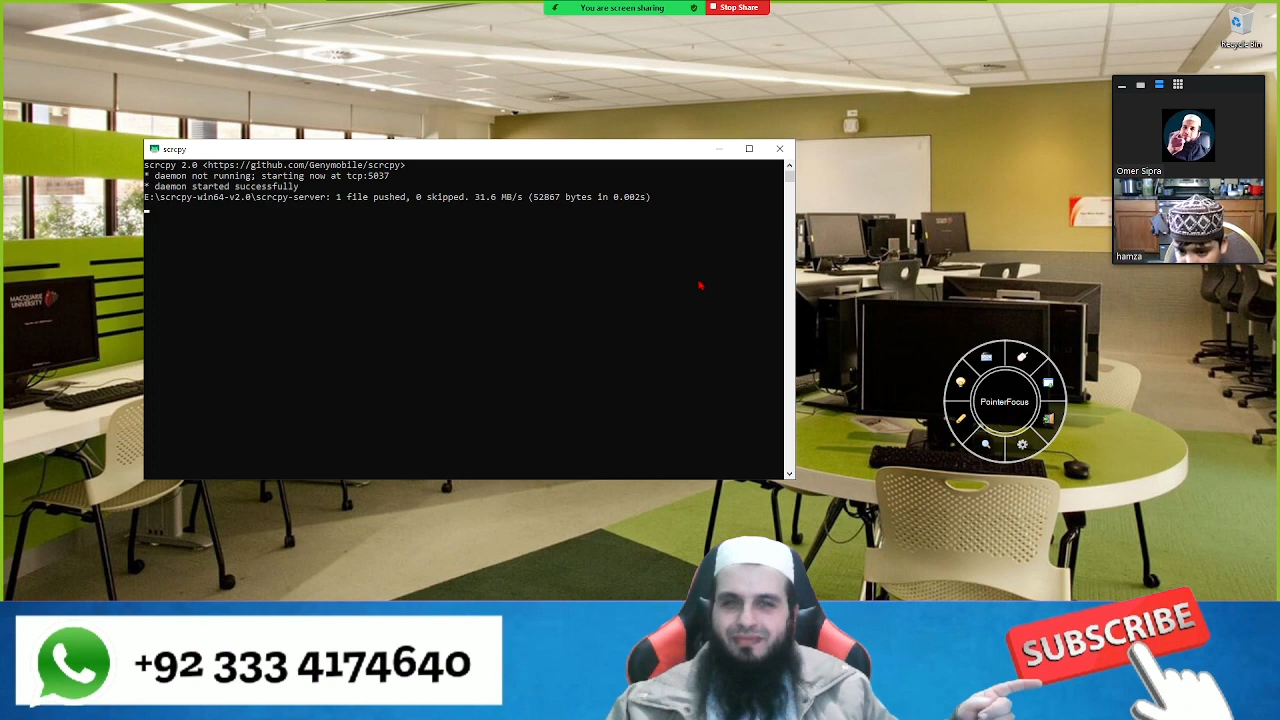 You are screen sharing
Stop Share
Recycle Bin
scrcpy
scrcpy 2.0 <https://github.com/Genymobile/scrcpy>
* daemon not running; starting now at tcp:5037
* daemon started successfully
E:\scrcpy-win64-v2.0\scrcpy-server: 1 file pushed, 0 skipped. 31.6 MB/s (52867 bytes in 0.002s)
Omer Sipra
hamza
MACQUARIE
UNIVERSITY
PointerFocus
+92 333 4174640
SUBSCRIBE